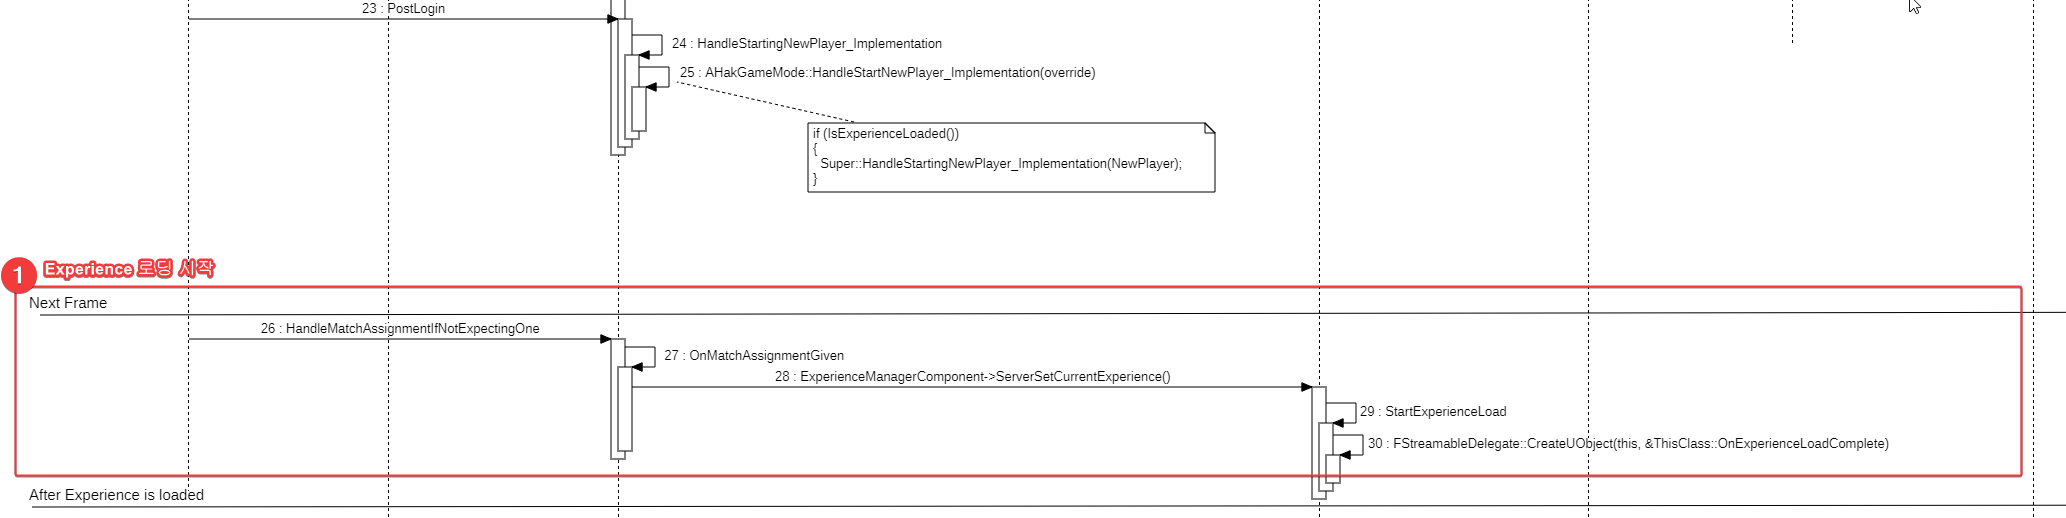 23 : PostLogin
24 : HandleStartingNewPlayer_Implementation
25 : AHakGameMode::HandleStartNewPlayer_Implementation(override)
if (IsExperienceLoaded())
{
Super::HandleStartingNewPlayer_Implementation(NewPlayer);
}
1 Experience 로딩 시작
Next Frame
26 : HandleMatchAssignmentIfNotExpectingOne
27 : OnMatchAssignmentGiven
28 : ExperienceManagerComponent->ServerSetCurrentExperience()
29 : StartExperienceLoad
30 : FStreamableDelegate::CreateUObject(this, &ThisClass::OnExperienceLoadComplete)
After Experience is loaded